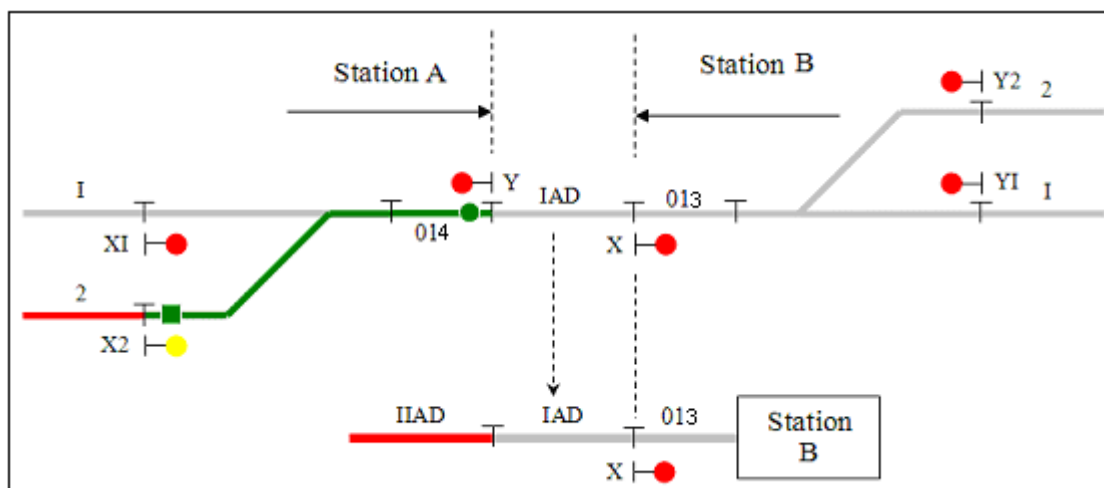 Station A
Station B
Y2
2
I
Y
IAD
013
YI
I
014
XI
X
2
X2
IIAD
IAD
013
Station
B
X